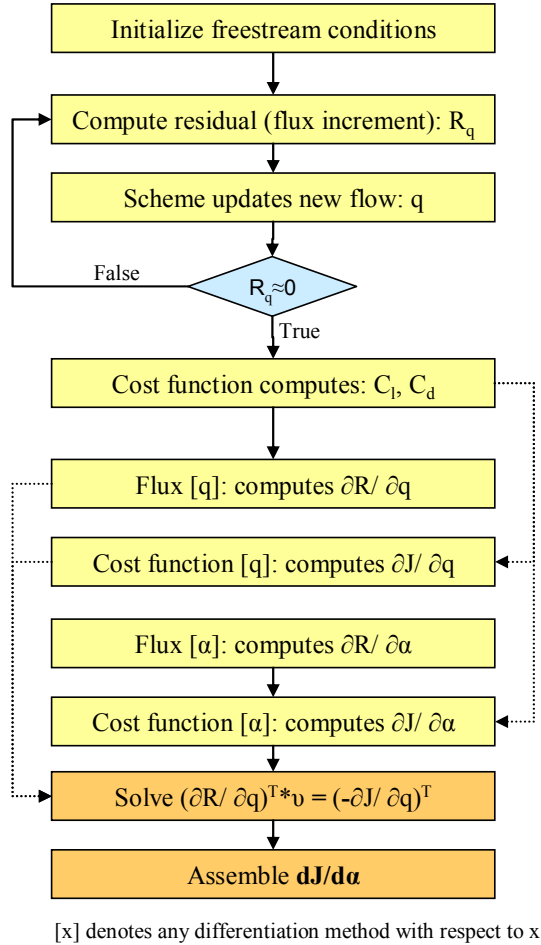 Initialize freestream conditions
Compute residual (flux increment): R_q
Scheme updates new flow: q
False
R_q≈0
True
Cost function computes: C_l, C_d
Flux [q]: computes ∂R/ ∂q
Cost function [q]: computes ∂J/ ∂q
Flux [α]: computes ∂R/ ∂α
Cost function [α]: computes ∂J/ ∂α
Solve (∂R/ ∂q)^T*υ = (-∂J/ ∂q)^T
Assemble dJ/dα
[x] denotes any differentiation method with respect to x